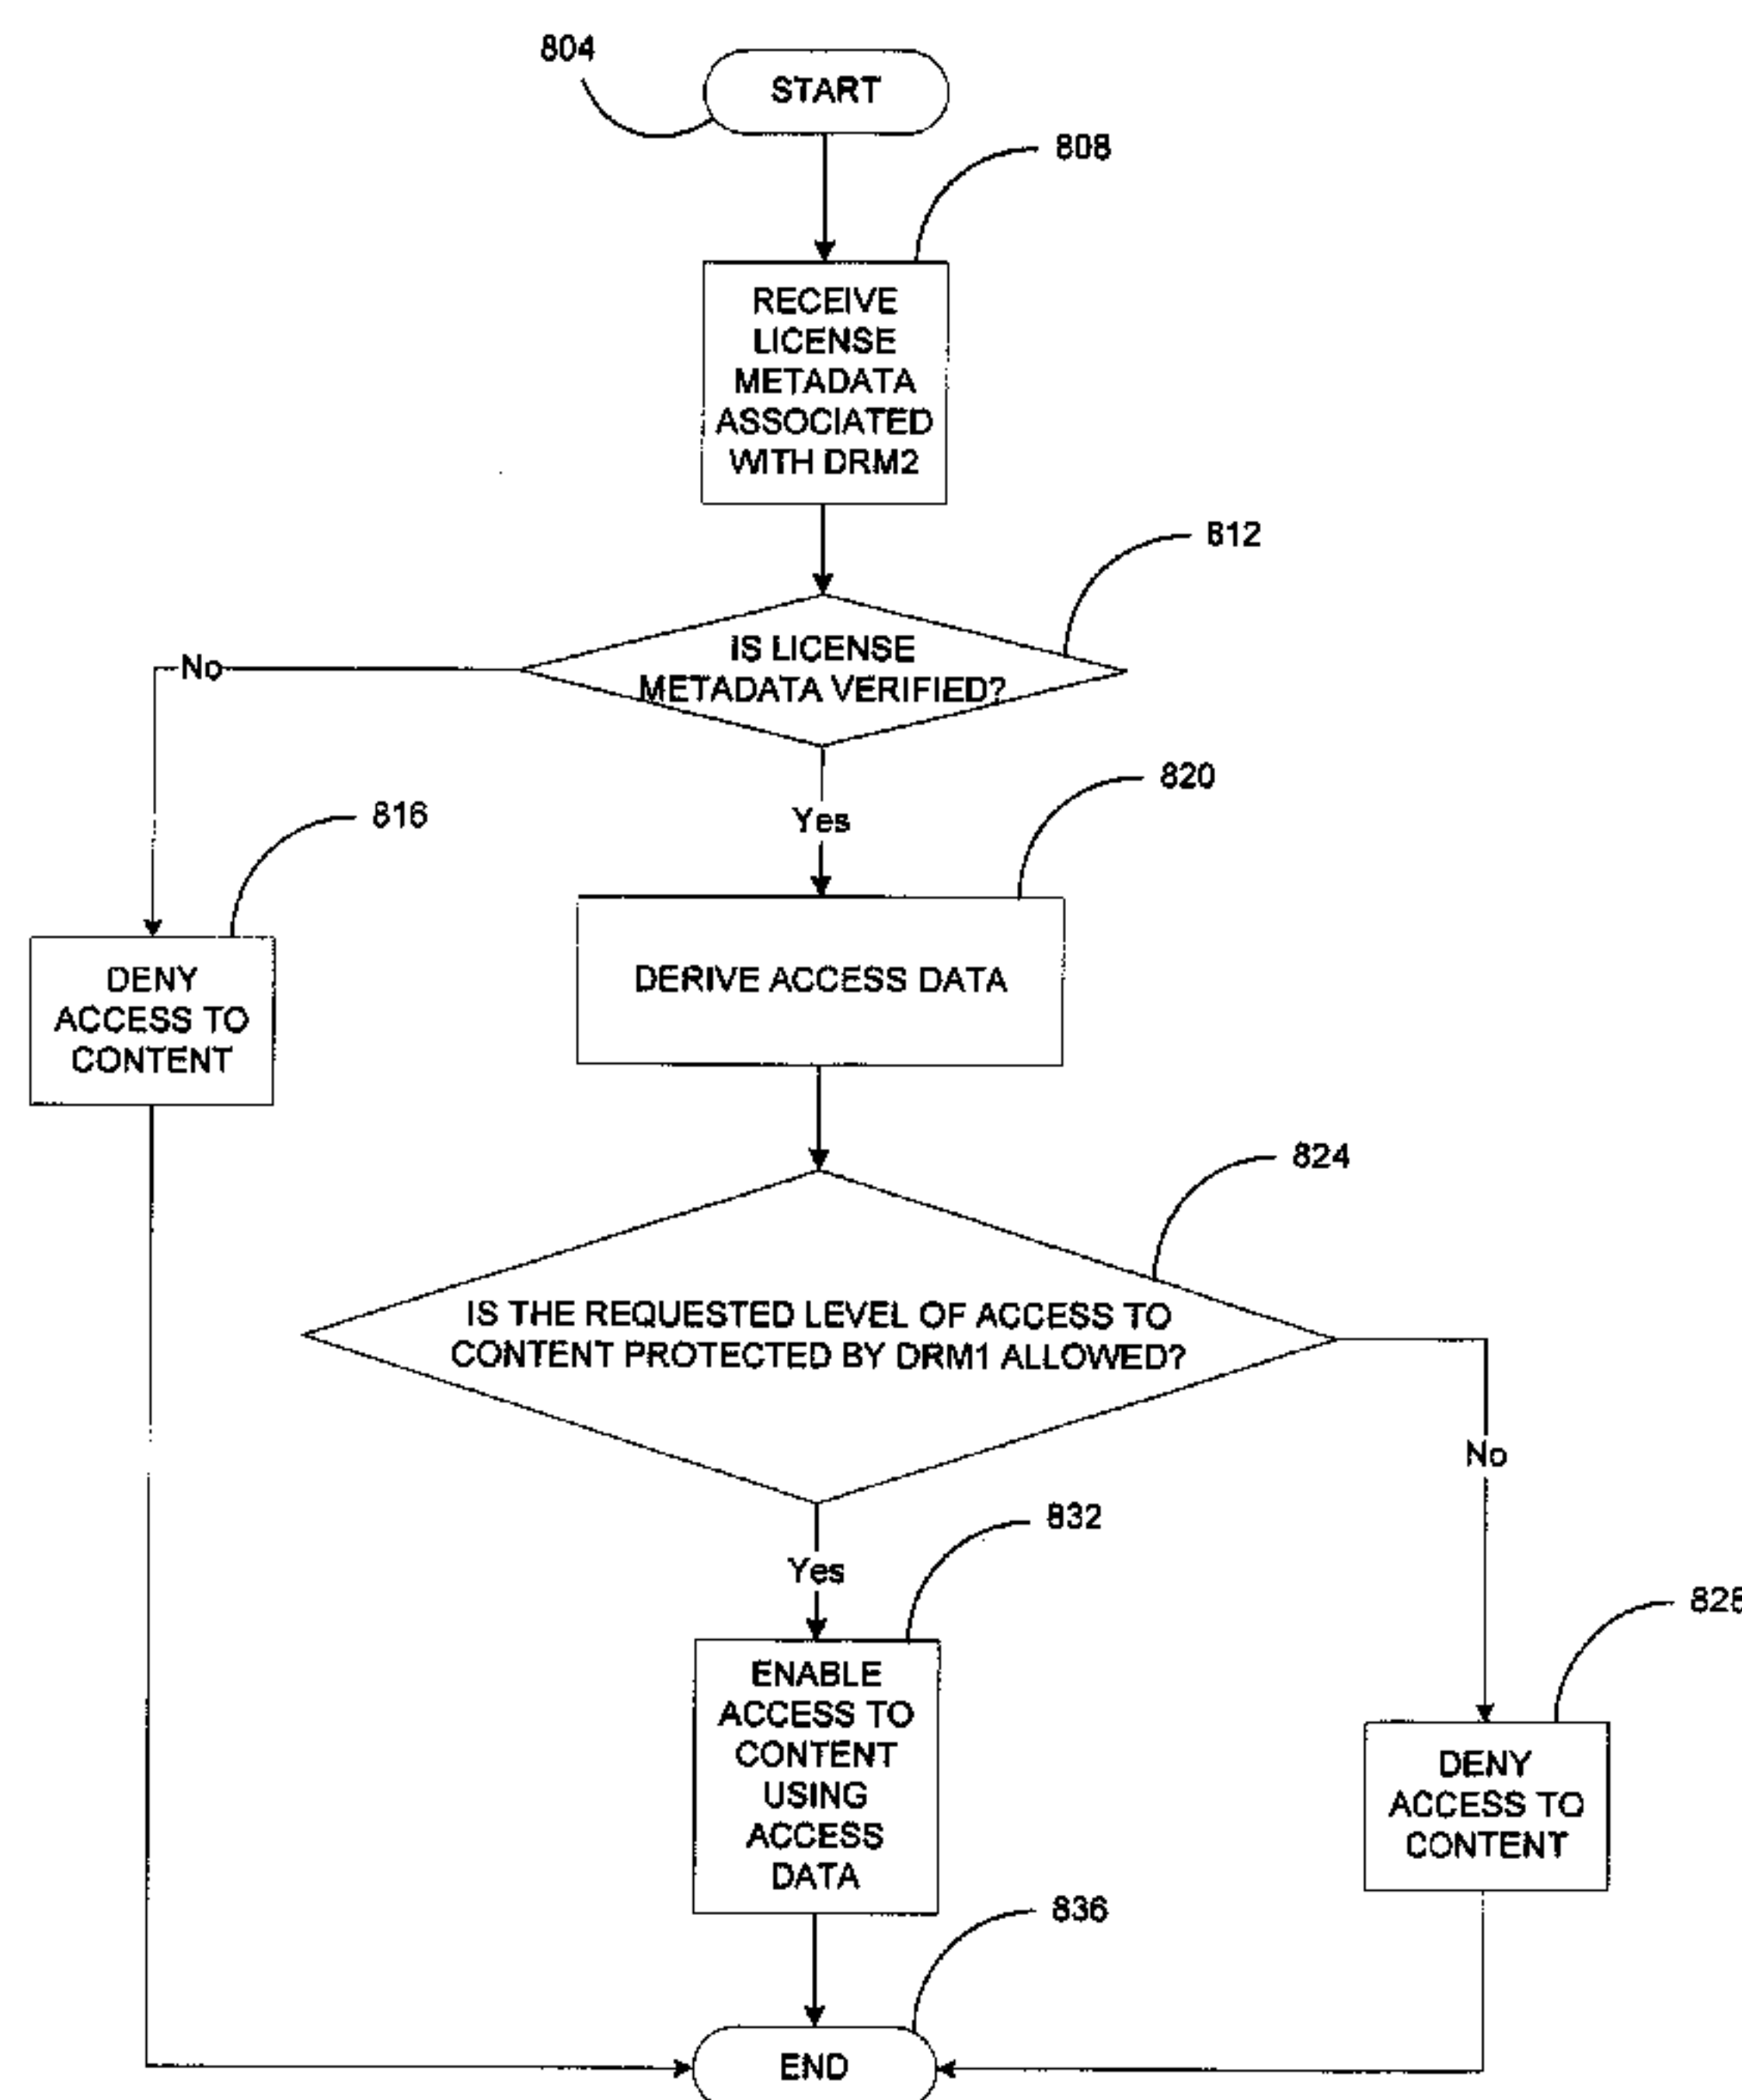 804
START
808
RECEIVE
LICENSE
METADATA
ASSOCIATED
WITH DRM2
812
IS LICENSE
METADATA VERIFIED?
No
Yes
820
816
DENY
ACCESS TO
CONTENT
DERIVE ACCESS DATA
824
IS THE REQUESTED LEVEL OF ACCESS TO
CONTENT PROTECTED BY DRM1 ALLOWED?
No
Yes
832
ENABLE
ACCESS TO
CONTENT
USING
ACCESS
DATA
828
DENY
ACCESS TO
CONTENT
836
END